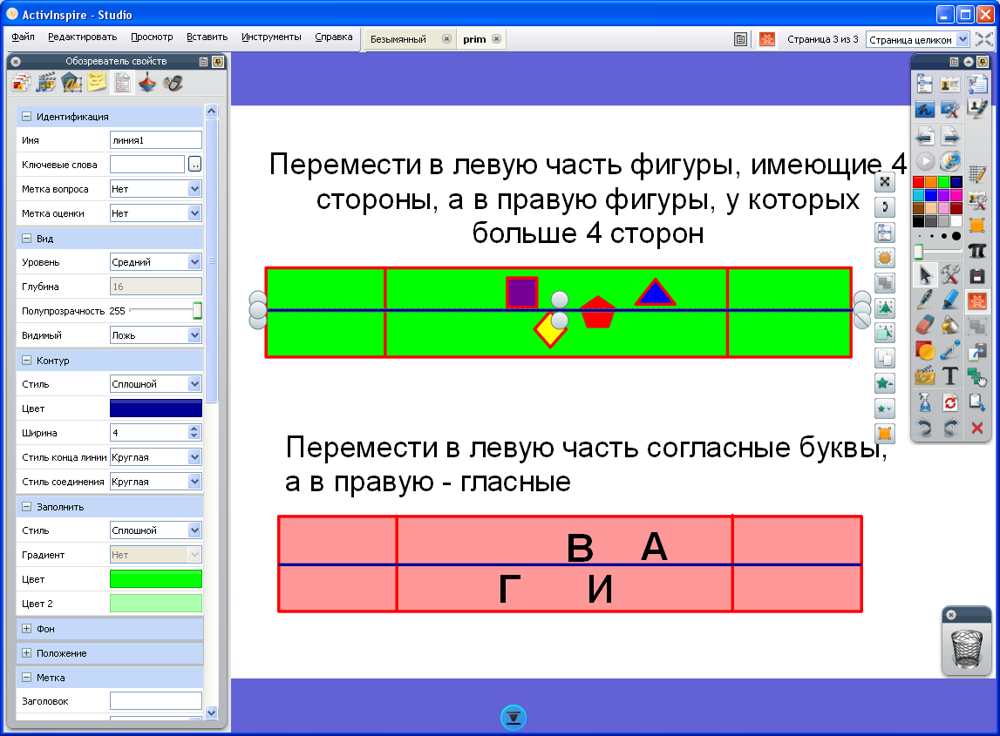 ActivInspire - Studio
Файл Редактировать Просмотр Вставить Инструменты Справка
Безымянный prim
Страница 3 из 3 Страница целиком
Обозреватель свойств
Идентификация
Имя линия1
Ключевые слова ..
Метка вопроса Нет
Метка оценки Нет
Вид
Уровень Средний
Глубина 16
Полупрозрачность 255
Видимый Ложь
Контур
Стиль Сплошной
Цвет
Ширина 4
Стиль конца линии Круглая
Стиль соединения Круглая
Заполнить
Стиль Сплошной
Градиент Нет
Цвет
Цвет 2
Фон
Положение
Метка
Заголовок
Перемести в левую часть фигуры, имеющие 4
стороны, а в правую фигуры, у которых
больше 4 сторон
Перемести в левую часть согласные буквы,
а в правую - гласные
В А
Г И